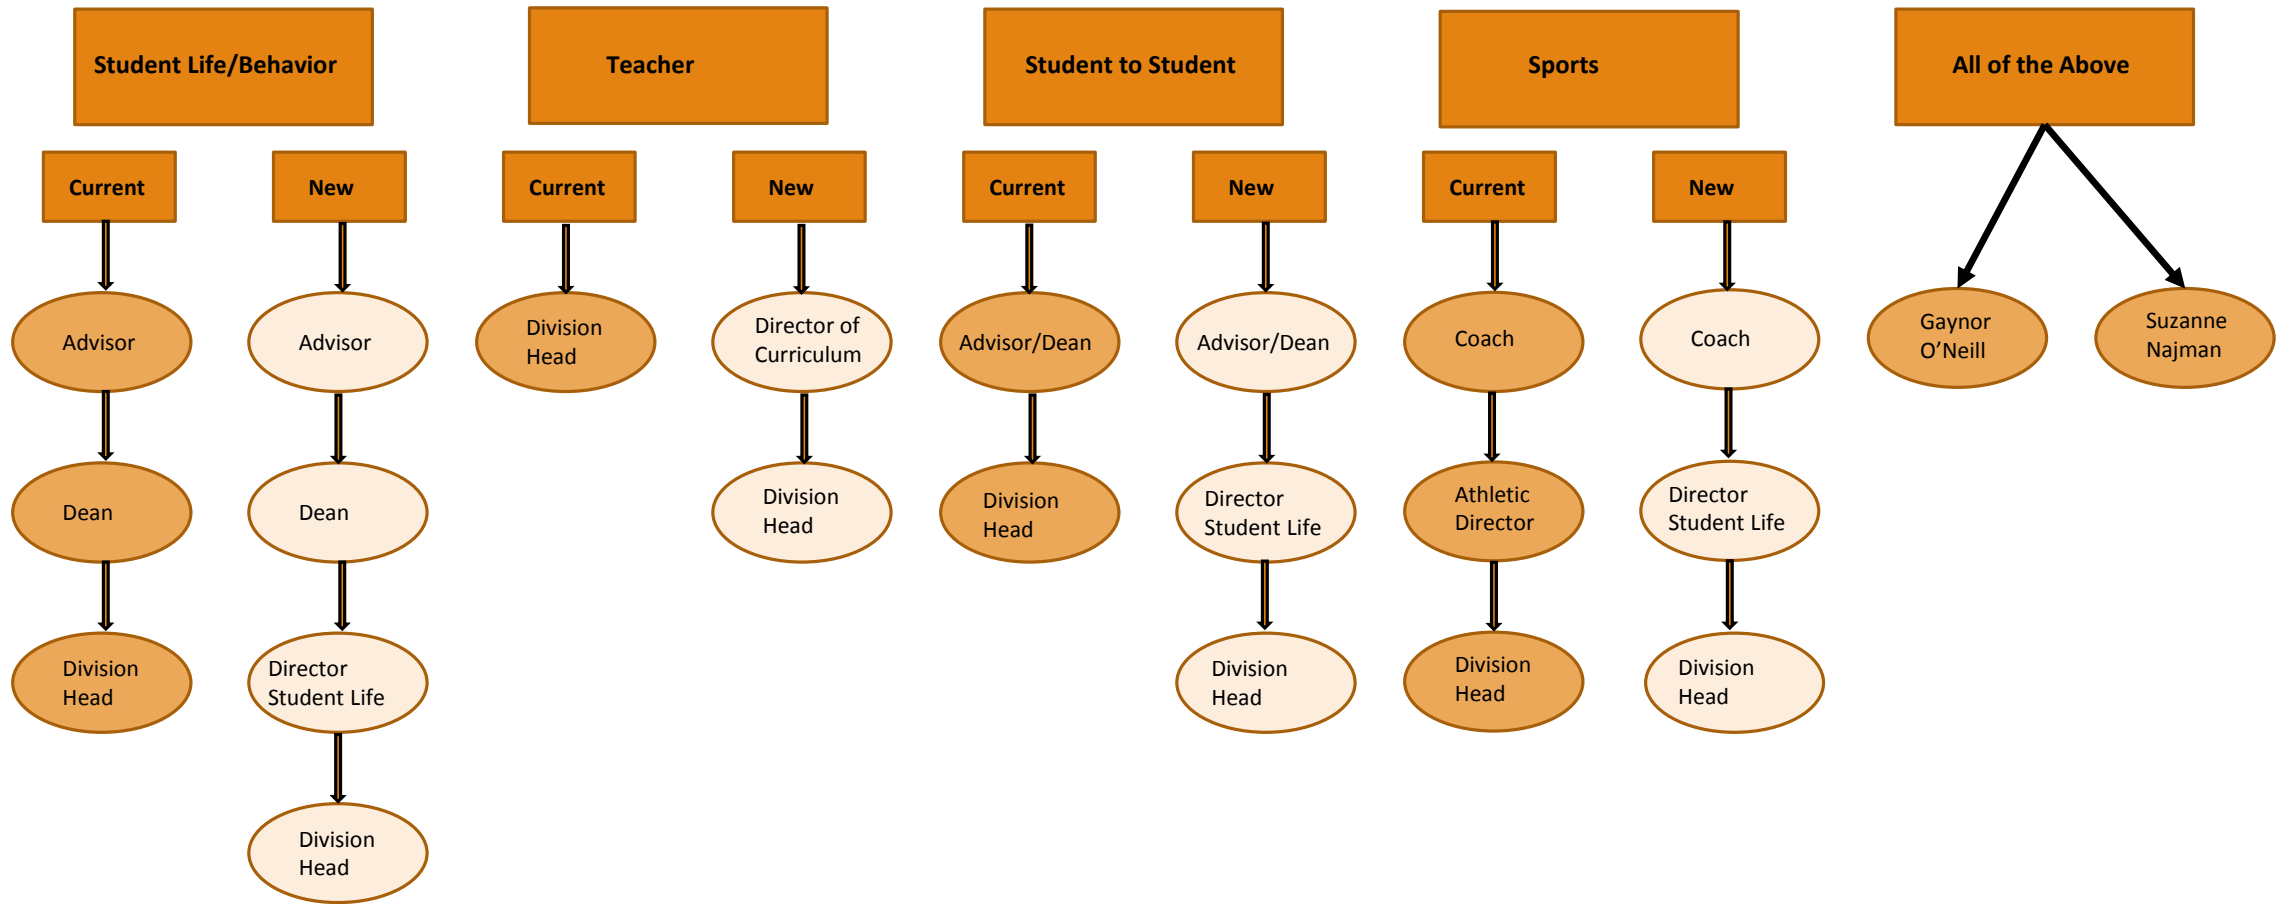 Student Life/Behavior
Teacher
Student to Student
Sports
All of the Above
Current
New
Current
New
Current
New
Current
New
Advisor
Advisor
Division
Head
Director of
Curriculum
Advisor/Dean
Advisor/Dean
Coach
Coach
Gaynor
O’Neill
Suzanne
Najman
Dean
Dean
Division
Head
Division
Head
Director
Student Life
Athletic
Director
Director
Student Life
Division
Head
Director
Student Life
Division
Head
Division
Head
Division
Head
Division
Head